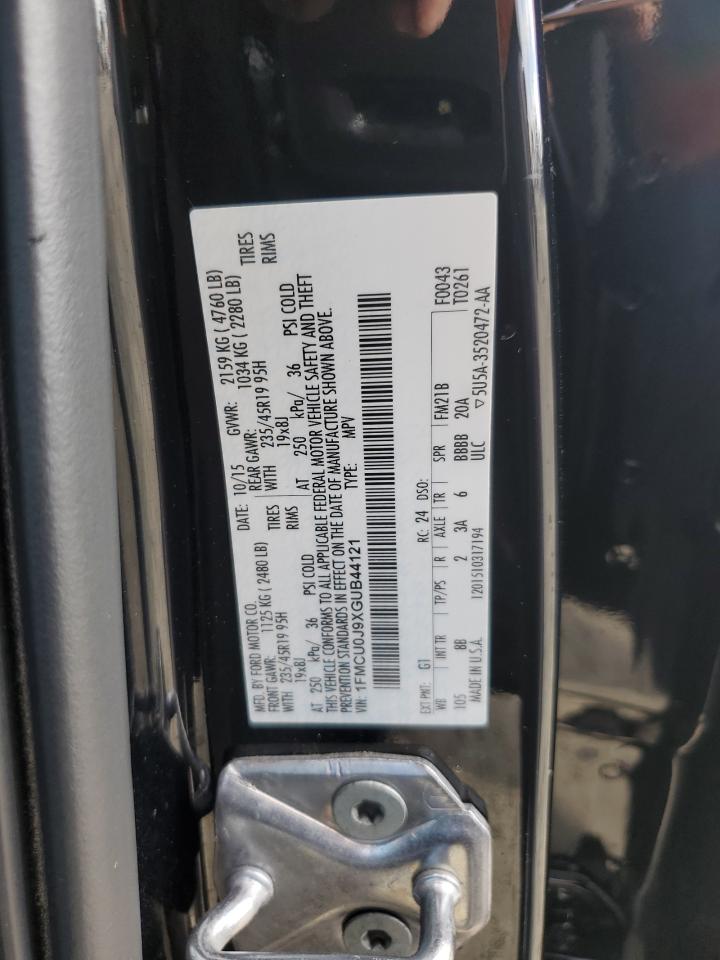 MFD. BY FORD MOTOR CO.
DATE: 10/15 GVWR: 2159 KG ( 4760 LB)
FRONT GAWR: 1125 KG ( 2480 LB)
REAR GAWR: 1034 KG ( 2280 LB)
WITH 235/45R19 95H TIRES
WITH 235/45R19 95H TIRES
19x8J RIMS
19x8J RIMS
AT 250 kPa/ 36 PSI COLD
AT 250 kPa/ 36 PSI COLD
THIS VEHICLE CONFORMS TO ALL APPLICABLE FEDERAL MOTOR VEHICLE SAFETY AND THEFT
PREVENTION STANDARDS IN EFFECT ON THE DATE OF MANUFACTURE SHOWN ABOVE.
VIN: 1FMCU0J9XGUB44121 TYPE: MPV
EXT PNT: G1 RC: 24 DSO: F0043
WB INT TR TP/PS R AXLE TR SPR FM21B T0261
105 8B 2 3A 6 BBBB 20A
MADE IN U.S.A. 1201510317194 ULC ▽5U5A-3520472-AA